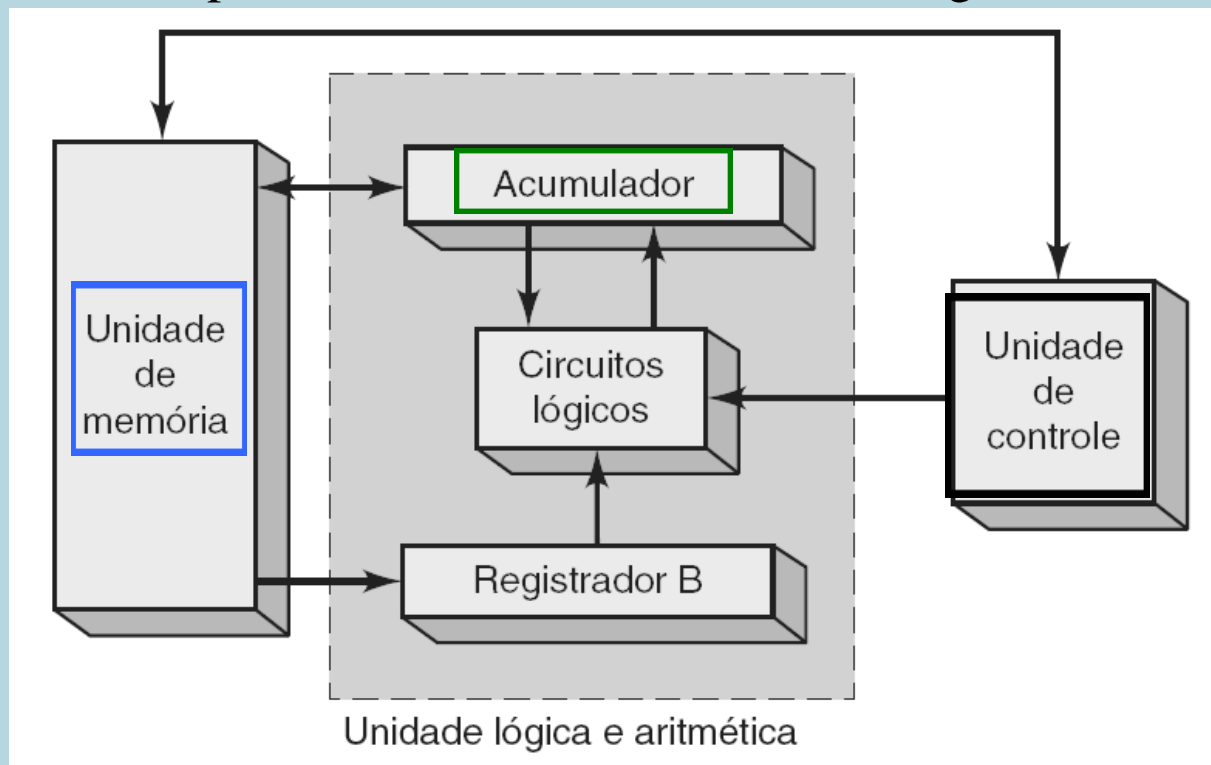 Acumulador
Unidade
de
memória
Circuitos
lógicos
Unidade
de
controle
Registrador B
Unidade lógica e aritmética